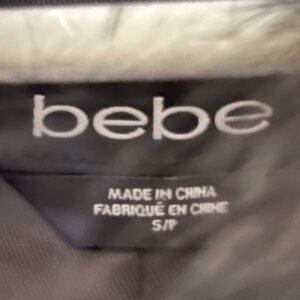 bebe
MADE IN CHINA
FABRIQUÉ EN CHINE
S/P